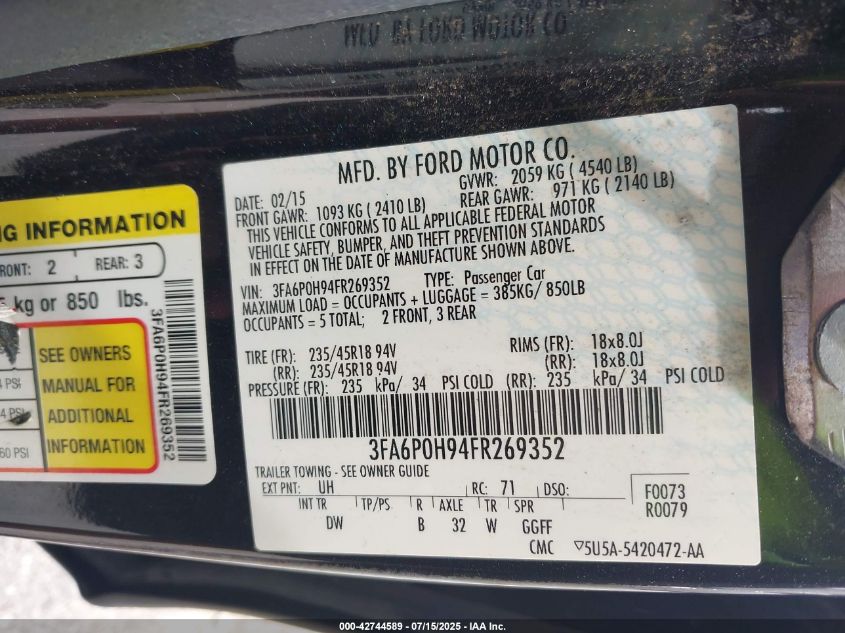 MFD. BY FORD MOTOR CO.
DATE: 02/15
GVWR: 2059 KG ( 4540 LB)
FRONT GAWR: 1093 KG ( 2410 LB)
REAR GAWR: 971 KG ( 2140 LB)
THIS VEHICLE CONFORMS TO ALL APPLICABLE FEDERAL MOTOR
VEHICLE SAFETY, BUMPER, AND THEFT PREVENTION STANDARDS
IN EFFECT ON THE DATE OF MANUFACTURE SHOWN ABOVE.
VIN: 3FA6P0H94FR269352 TYPE: Passenger Car
MAXIMUM LOAD = OCCUPANTS + LUGGAGE = 385KG/ 850LB
OCCUPANTS = 5 TOTAL; 2 FRONT, 3 REAR
TIRE (FR): 235/45R18 94V RIMS (FR): 18x8.0J
(RR): 235/45R18 94V (RR): 18x8.0J
PRESSURE (FR): 235 kPa/ 34 PSI COLD (RR): 235 kPa/ 34 PSI COLD
3FA6P0H94FR269352
TRAILER TOWING - SEE OWNER GUIDE
EXT PNT: UH RC: 71 DSO: F0073
R0079
INT TR TP/PS R AXLE TR SPR
DW B 32 W GGFF
CMC ▽5U5A-5420472-AA
NG INFORMATION
FRONT: 2 REAR: 3
kg or 850 lbs.
3FA6P0H94FR269352
SEE OWNERS
MANUAL FOR
ADDITIONAL
INFORMATION
PSI
PSI
60 PSI
000-42744589 - 07/15/2025 - IAA Inc.